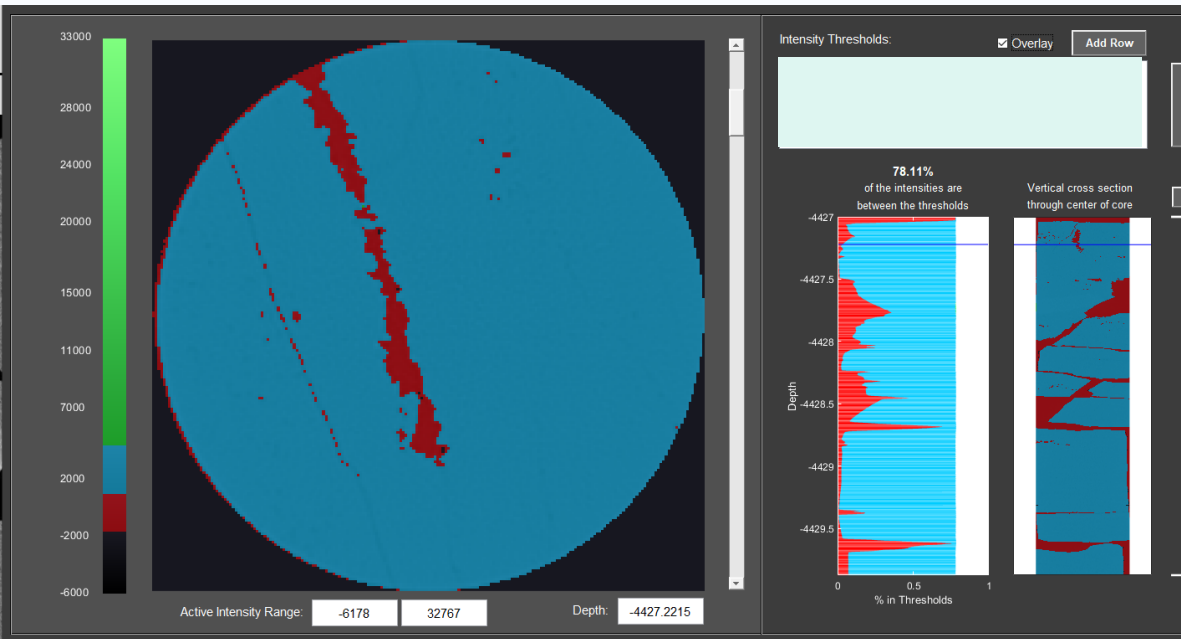 33000
28000
24000
20000
15000
11000
7000
2000
-2000
-6000
Active Intensity Range:
-6178
32767
Depth:
-4427.2215
Intensity Thresholds:
Overlay
Add Row
78.11%
of the intensities are
between the thresholds
Vertical cross section
through center of core
-4427
-4427.5
-4428
-4428.5
-4429
-4429.5
Depth
0 0.5 1
% in Thresholds